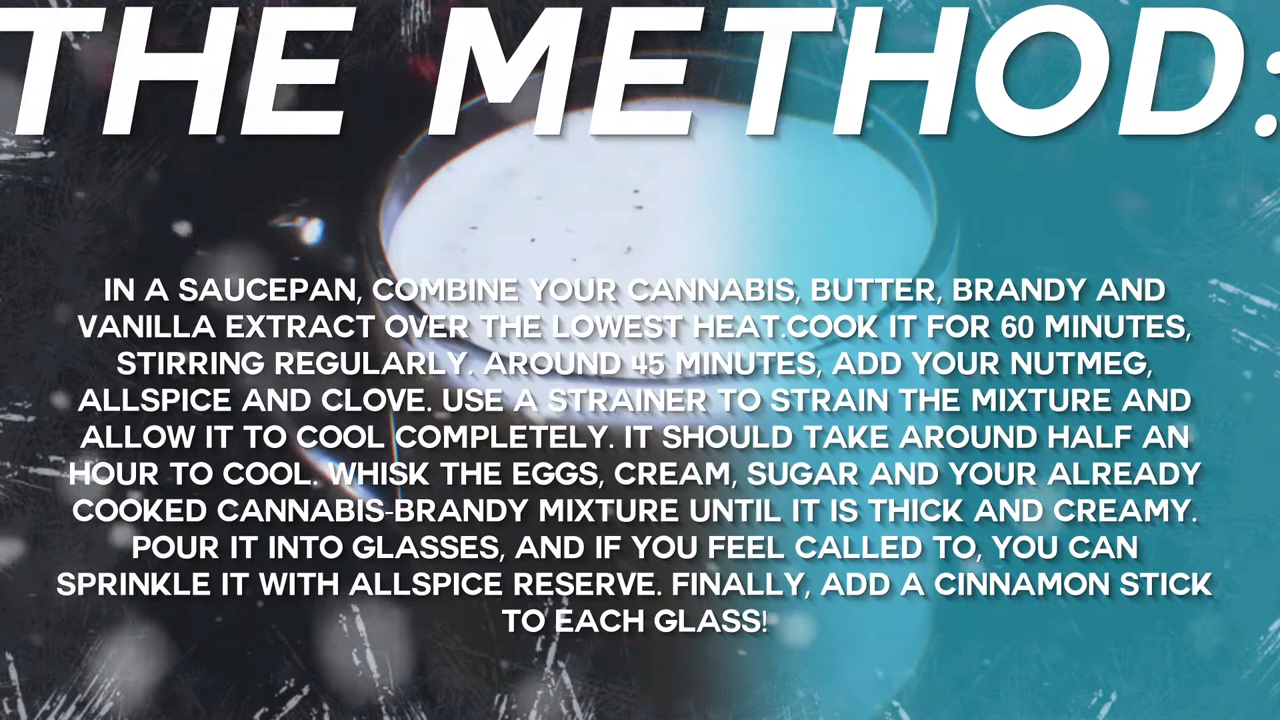 THE METHOD:
IN A SAUCEPAN, COMBINE YOUR CANNABIS, BUTTER, BRANDY AND
VANILLA EXTRACT OVER THE LOWEST HEAT.COOK IT FOR 60 MINUTES,
STIRRING REGULARLY. AROUND 45 MINUTES, ADD YOUR NUTMEG,
ALLSPICE AND CLOVE. USE A STRAINER TO STRAIN THE MIXTURE AND
ALLOW IT TO COOL COMPLETELY. IT SHOULD TAKE AROUND HALF AN
HOUR TO COOL. WHISK THE EGGS, CREAM, SUGAR AND YOUR ALREADY
COOKED CANNABIS-BRANDY MIXTURE UNTIL IT IS THICK AND CREAMY.
POUR IT INTO GLASSES, AND IF YOU FEEL CALLED TO, YOU CAN
SPRINKLE IT WITH ALLSPICE RESERVE. FINALLY, ADD A CINNAMON STICK
TO EACH GLASS!